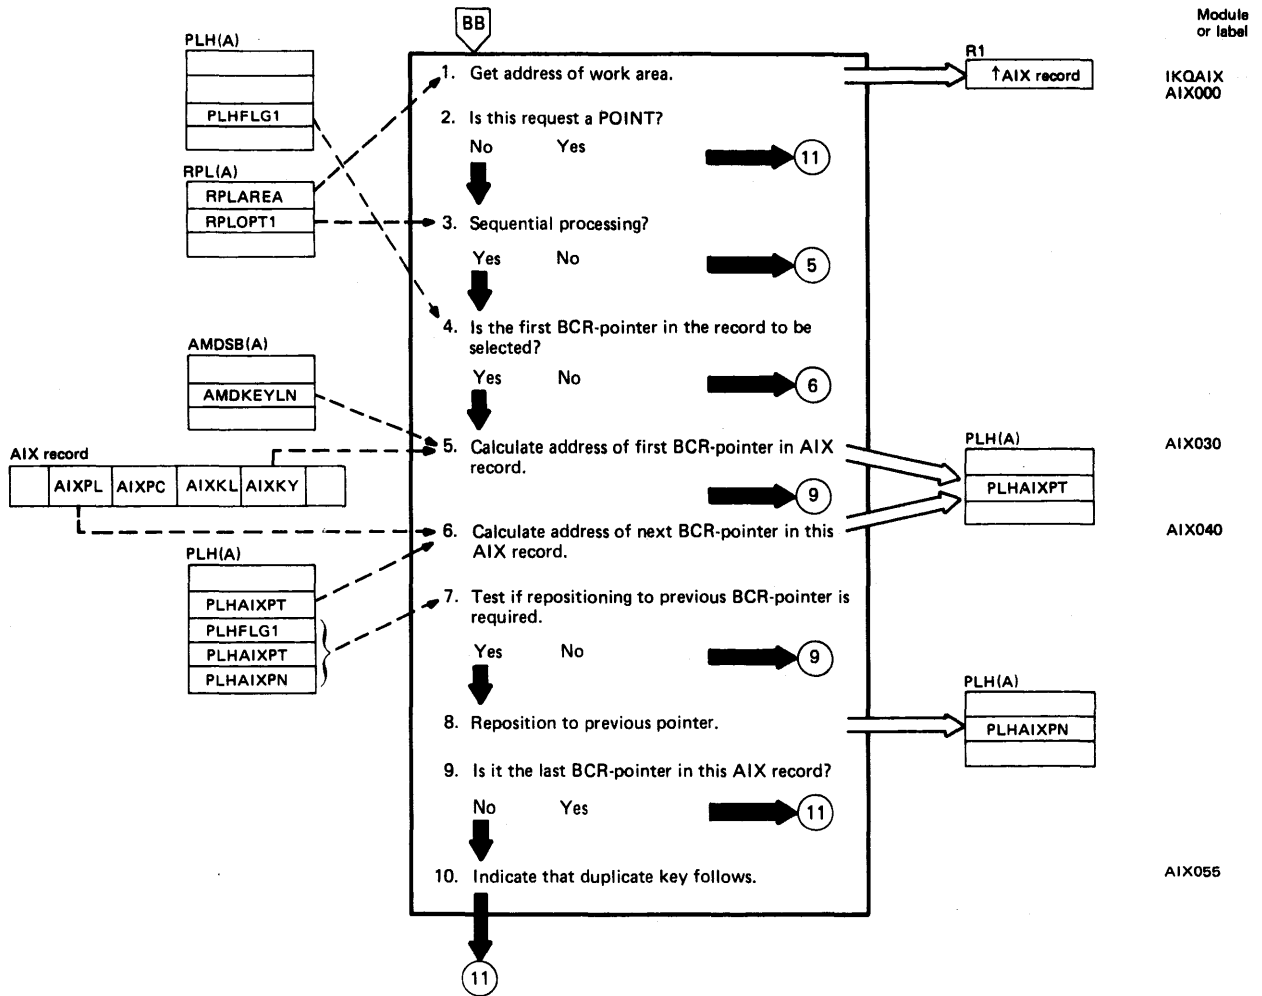 BB
Module
or label
PLH(A)
PLHFLG1
1. Get address of work area.
R1
↑AIX record
IKQAIX
AIX000
2. Is this request a POINT?
No Yes
11
RPL(A)
RPLAREA
RPLOPT1
3. Sequential processing?
Yes No
5
4. Is the first BCR-pointer in the record to be
selected?
Yes No
6
AMDSB(A)
AMDKEYLN
5. Calculate address of first BCR-pointer in AIX
record.
9
AIX record
AIXPL AIXPC AIXKL AIXKY
PLH(A)
PLHAIXPT
AIX030
6. Calculate address of next BCR-pointer in this
AIX record.
AIX040
PLH(A)
PLHAIXPT
PLHFLG1
PLHAIXPT
PLHAIXPN
7. Test if repositioning to previous BCR-pointer is
required.
Yes No
9
8. Reposition to previous pointer.
PLH(A)
PLHAIXPN
9. Is it the last BCR-pointer in this AIX record?
No Yes
11
10. Indicate that duplicate key follows.
AIX055
11